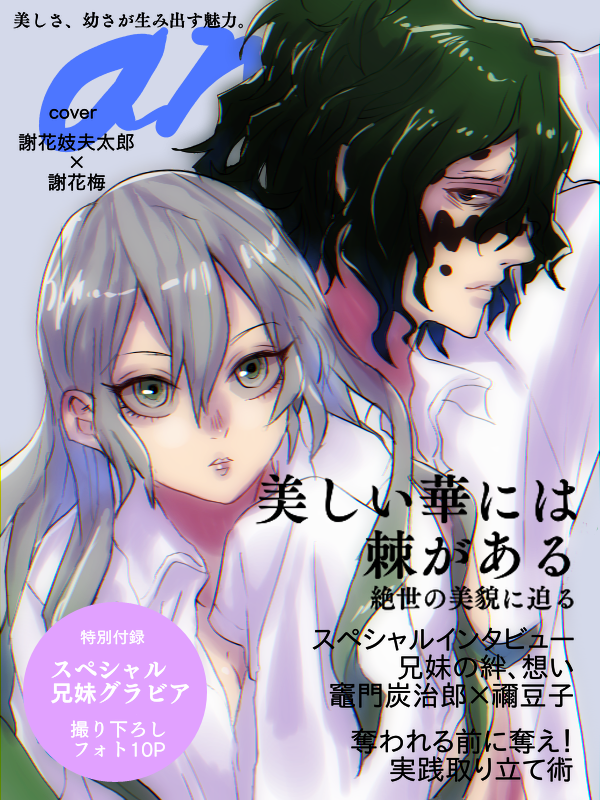 美しさ、幼さが生み出す魅力。
ar
cover
謝花妓夫太郎
×
謝花梅
美しい華には
棘がある
絶世の美貌に迫る
スペシャルインタビュー
兄妹の絆、想い
竈門炭治郎×禰豆子
奪われる前に奪え!
実践取り立て術
特別付録
スペシャル
兄妹グラビア
撮り下ろし
フォト10P